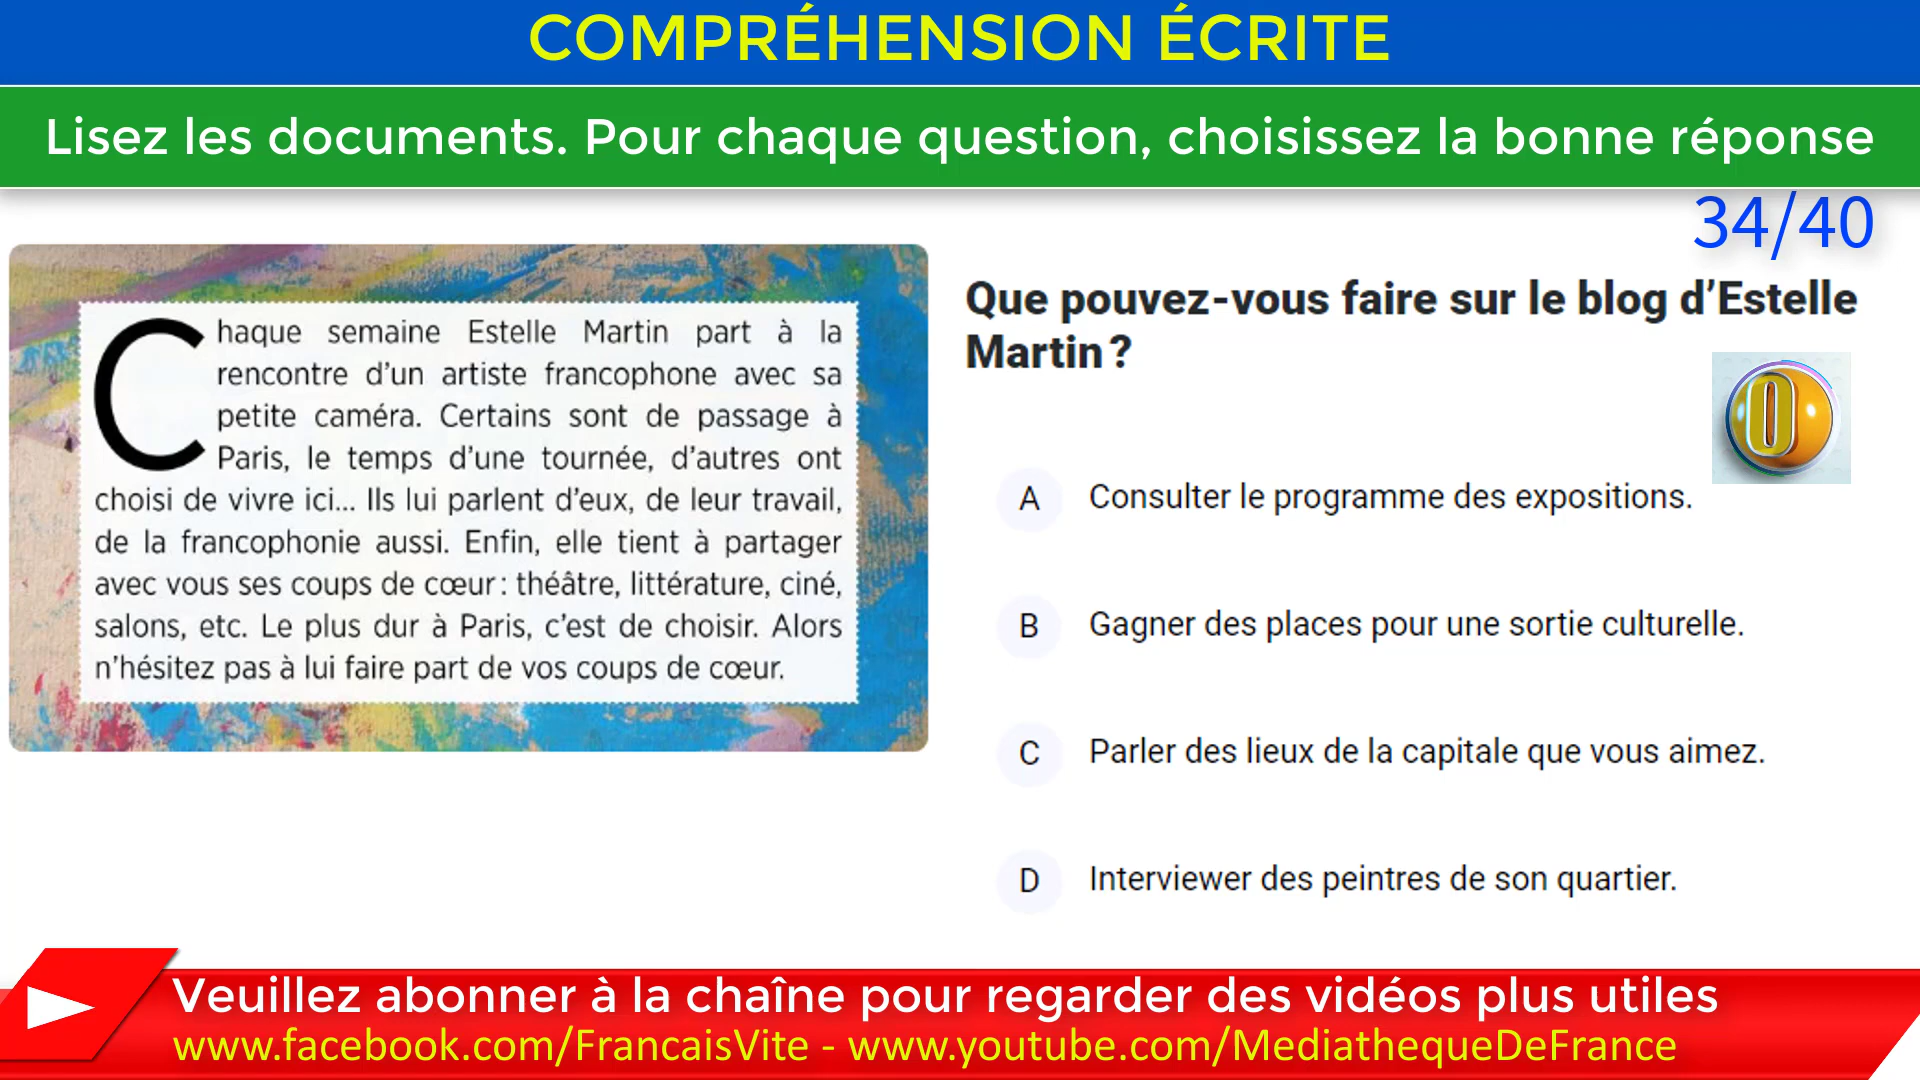 COMPRÉHENSION ÉCRITE
Lisez les documents. Pour chaque question, choisissez la bonne réponse
34/40
Chaque semaine Estelle Martin part à la
rencontre d'un artiste francophone avec sa
petite caméra. Certains sont de passage à
Paris, le temps d'une tournée, d'autres ont
choisi de vivre ici... Ils lui parlent d'eux, de leur travail,
de la francophonie aussi. Enfin, elle tient à partager
avec vous ses coups de cœur : théâtre, littérature, ciné,
salons, etc. Le plus dur à Paris, c'est de choisir. Alors
n'hésitez pas à lui faire part de vos coups de cœur.
Que pouvez-vous faire sur le blog d'Estelle
Martin ?
0
A Consulter le programme des expositions.
B Gagner des places pour une sortie culturelle.
C Parler des lieux de la capitale que vous aimez.
D Interviewer des peintres de son quartier.
Veuillez abonner à la chaîne pour regarder des vidéos plus utiles
www.facebook.com/FrancaisVite - www.youtube.com/MediathequeDeFrance